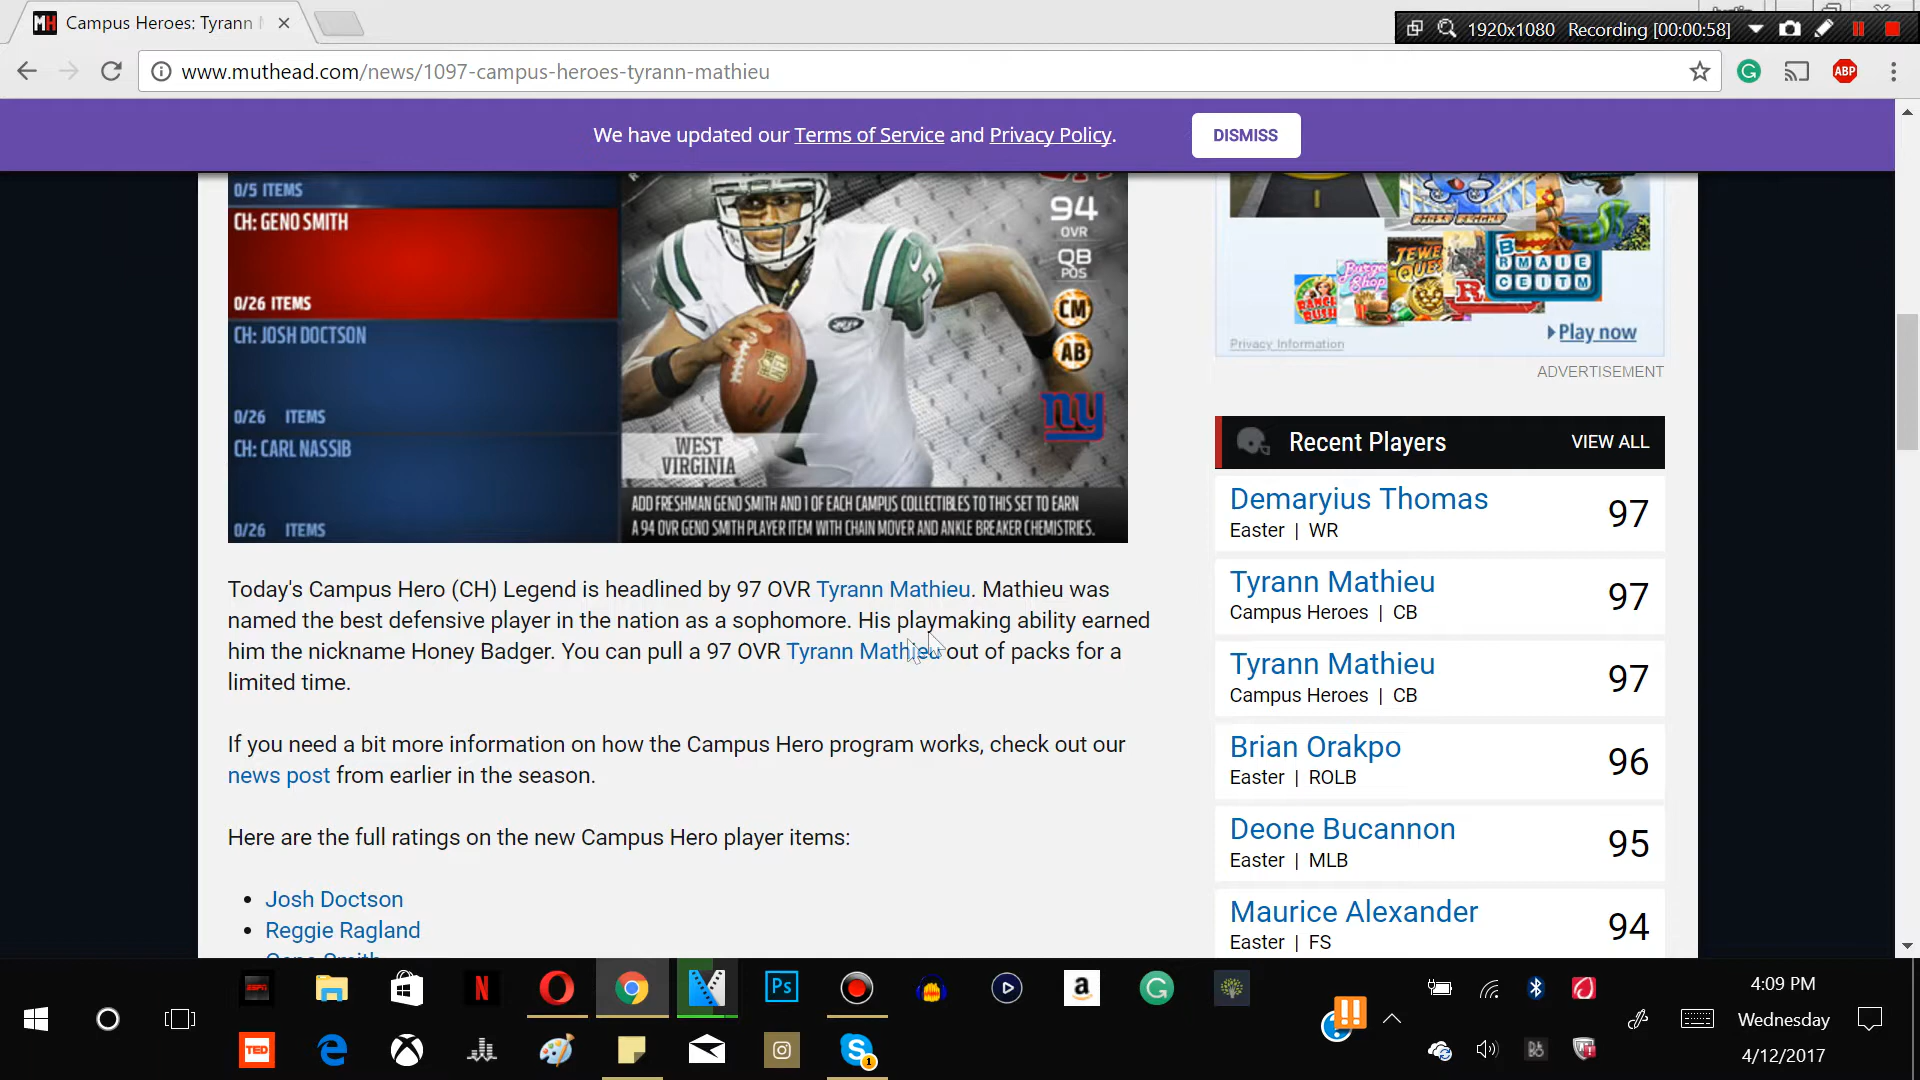 Campus Heroes: Tyrann
1920x1080 Recording [00:00:58]
www.muthead.com/news/1097-campus-heroes-tyrann-mathieu
ABP
We have updated our Terms of Service and Privacy Policy.
DISMISS
0/5 ITEMS
CH: GENO SMITH
0/26 ITEMS
CH: JOSH DOCTSON
0/26 ITEMS
CH: CARL NASSIB
0/26 ITEMS
94
OVR
QB
POS
CM
AB
ny
WEST
VIRGINIA
ADD FRESHMAN GENO SMITH AND 1 OF EACH CAMPUS COLLECTIBLES TO THIS SET TO EARN
A 94 OVR GENO SMITH PLAYER ITEM WITH CHAIN MOVER AND ANKLE BREAKER CHEMISTRIES.
Today's Campus Hero (CH) Legend is headlined by 97 OVR Tyrann Mathieu. Mathieu was
named the best defensive player in the nation as a sophomore. His playmaking ability earned
him the nickname Honey Badger. You can pull a 97 OVR Tyrann Mathieu out of packs for a
limited time.
If you need a bit more information on how the Campus Hero program works, check out our
news post from earlier in the season.
Here are the full ratings on the new Campus Hero player items:
• Josh Doctson
• Reggie Ragland
Privacy Information
Play now
ADVERTISEMENT
Recent Players VIEW ALL
Demaryius Thomas
Easter | WR
97
Tyrann Mathieu
Campus Heroes | CB
97
Tyrann Mathieu
Campus Heroes | CB
97
Brian Orakpo
Easter | ROLB
96
Deone Bucannon
Easter | MLB
95
Maurice Alexander
Easter | FS
94
Ps
TED
4:09 PM
Wednesday
4/12/2017